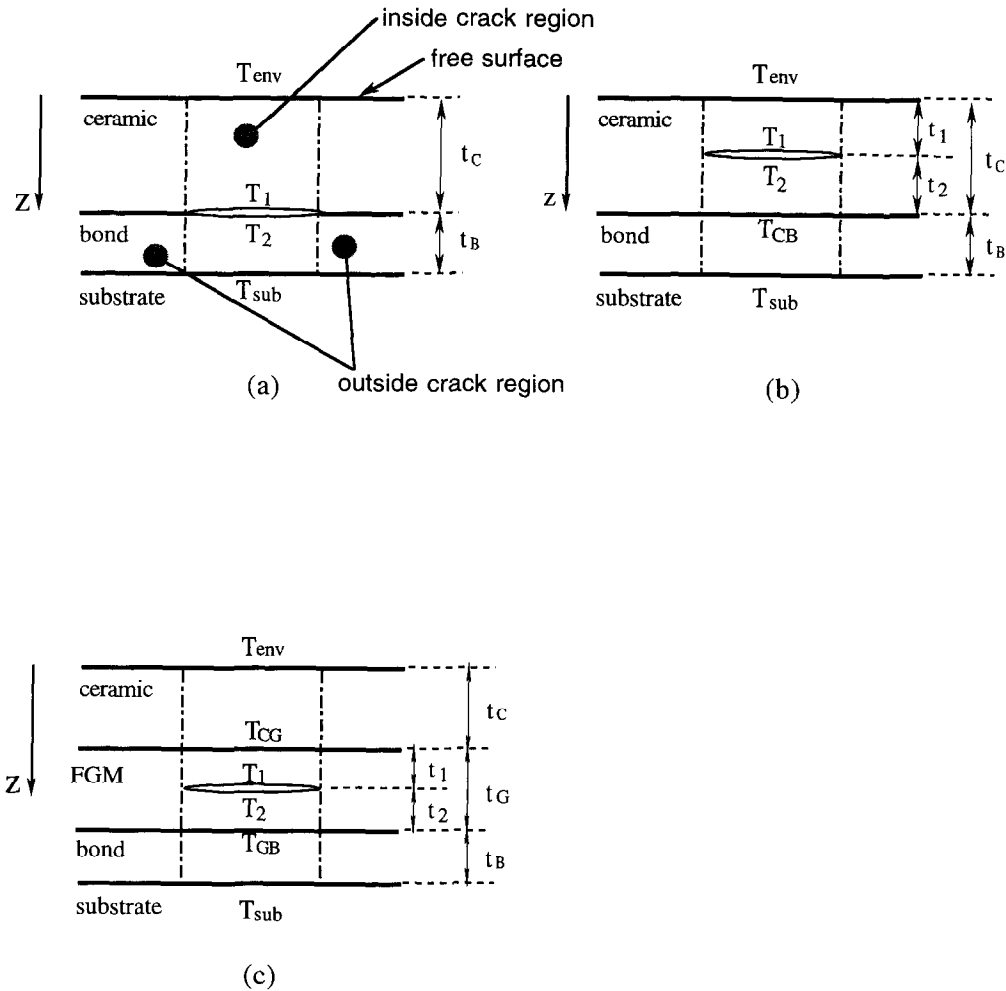 inside crack region
free surface
Tenv
ceramic
Z
T1
tC
bond
T2
tB
substrate
Tsub
outside crack region
(a)
Tenv
ceramic
z
T1
t1
T2
t2
tC
bond
TCB
tB
substrate
Tsub
(b)
Tenv
ceramic
Z
tC
TCG
FGM
T1
t1
tG
T2
t2
bond
TGB
tB
substrate
Tsub
(c)